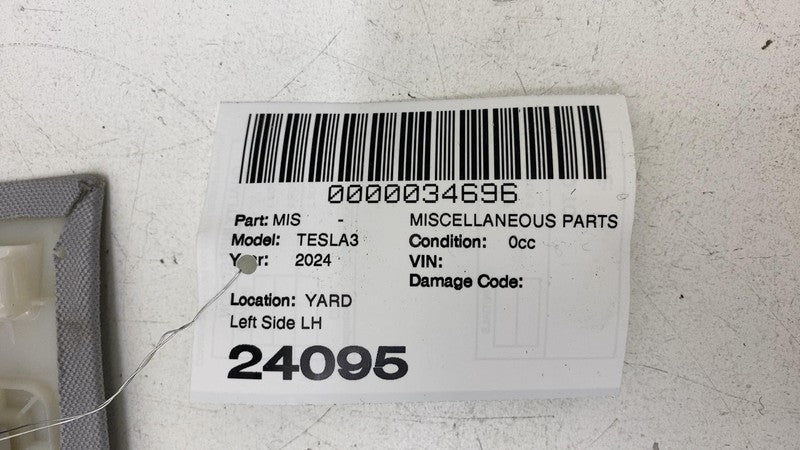 0000034696
Part: MIS - MISCELLANEOUS PARTS
Model: TESLA3 Condition: 0cc
Year: 2024 VIN:
Damage Code:
Location: YARD
Left Side LH
24095